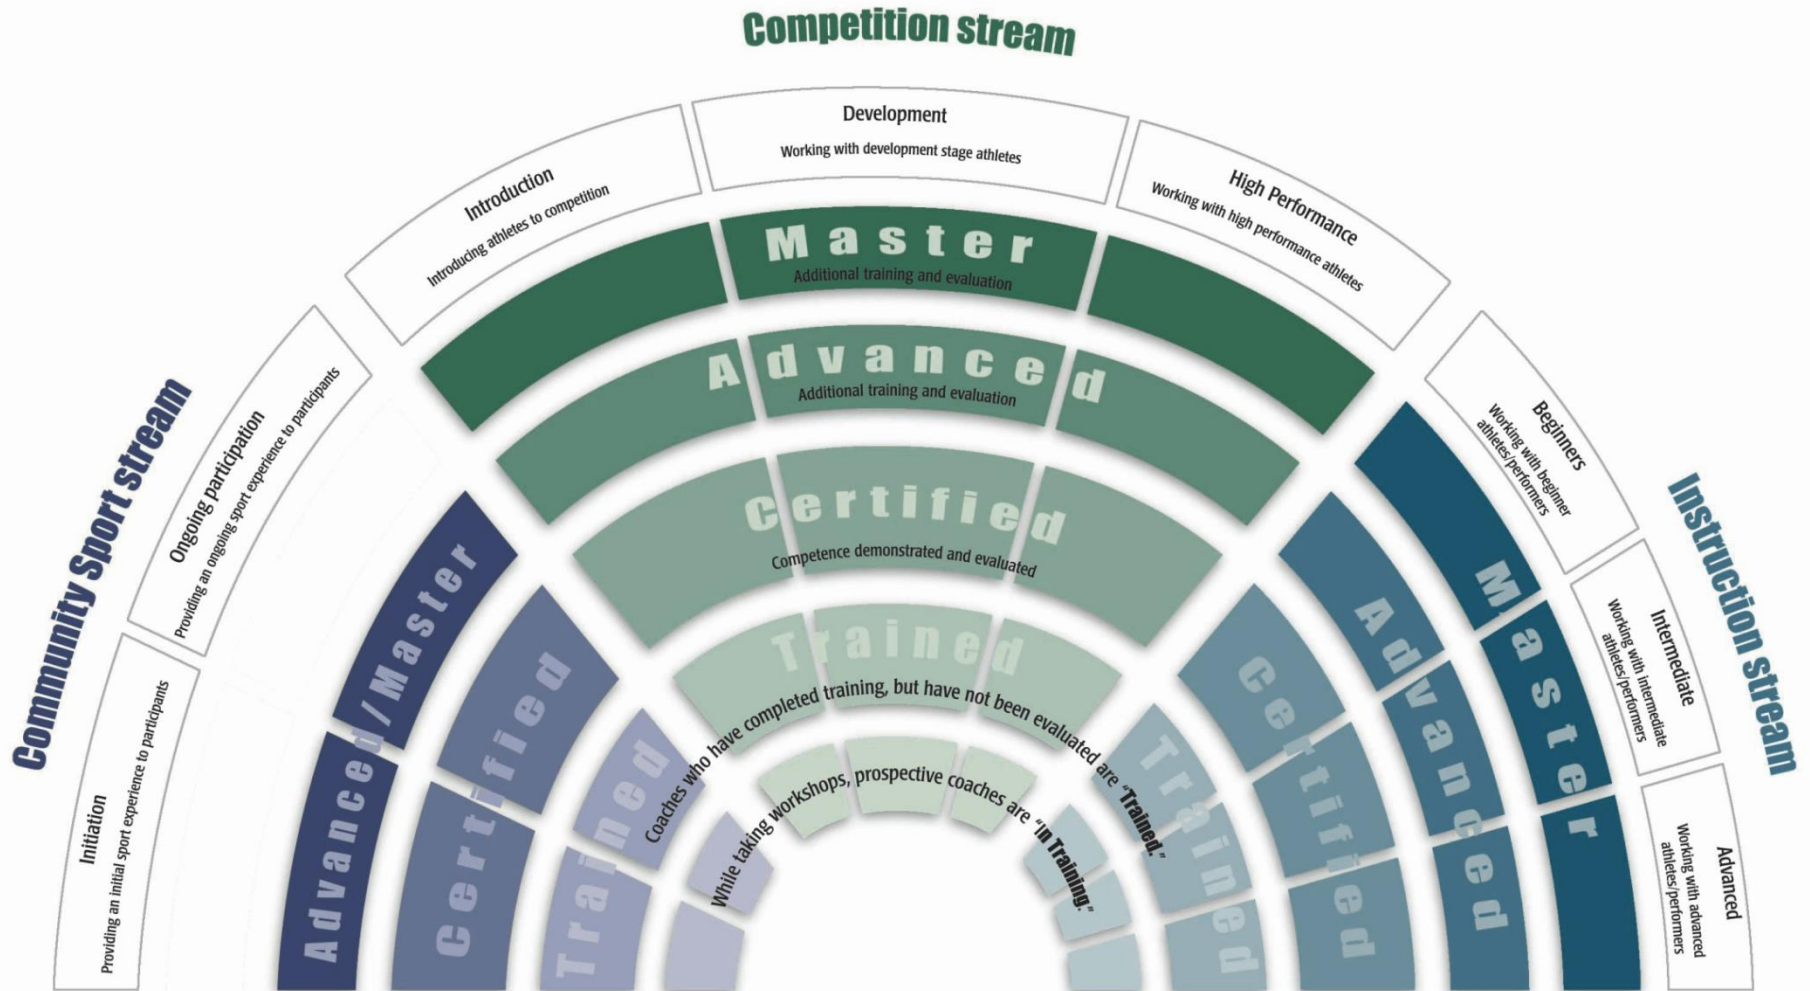 Competition stream
Development
Working with development stage athletes
Introduction
Introducing athletes to competition
High Performance
Working with high performance athletes
Master
Additional training and evaluation
Advanced
Additional training and evaluation
Certified
Competence demonstrated and evaluated
Trained
Coaches who have completed training, but have not been evaluated are "Trained."
While taking workshops, prospective coaches are "In Training."
Community Sport stream
Ongoing participation
Providing an ongoing sport experience to participants
Initiation
Providing an initial sport experience to participants
Advanced/Master
Certified
Trained
Instruction stream
Beginners
Working with beginner
athletes/performers
Intermediate
Working with intermediate
athletes/performers
Advanced
Working with advanced
athletes/performers
Master
Advanced
Certified
Trained